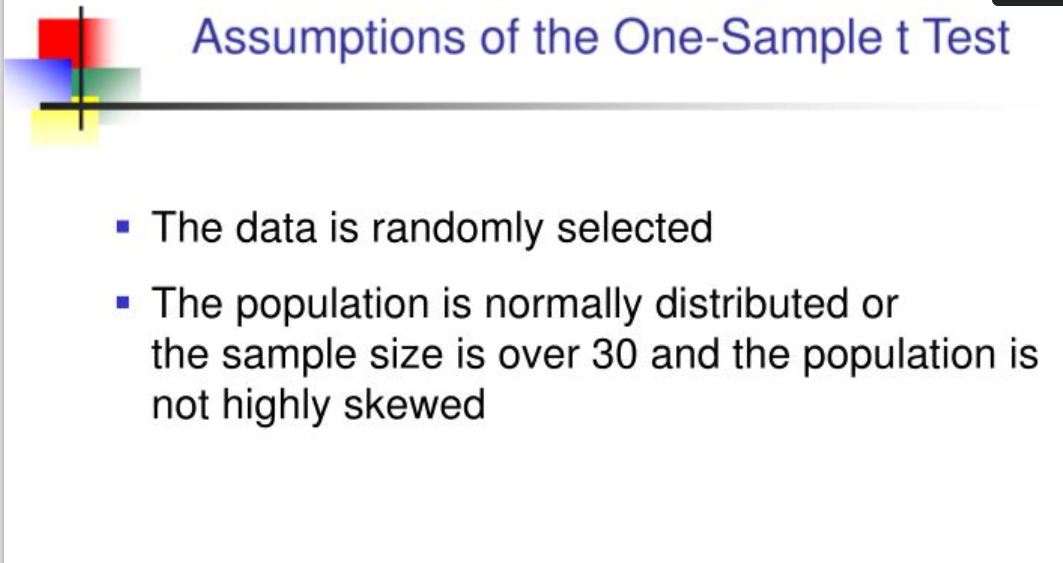 Assumptions of the One-Sample t Test
The data is randomly selected
The population is normally distributed or
the sample size is over 30 and the population is
not highly skewed